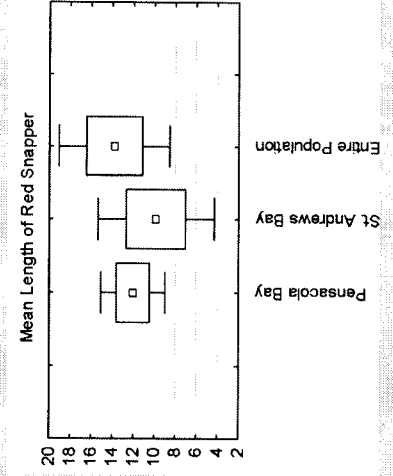 Mean Length of Red Snapper
20
18
16
14
12
10
8
6
4
2
Pensacola Bay
St. Andrews Bay
Entire Population